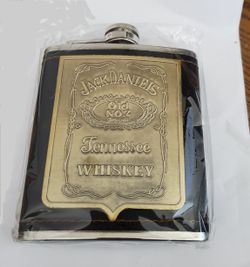 JACK DANIEL'S
Old
NO.7
Tennessee
WHISKEY